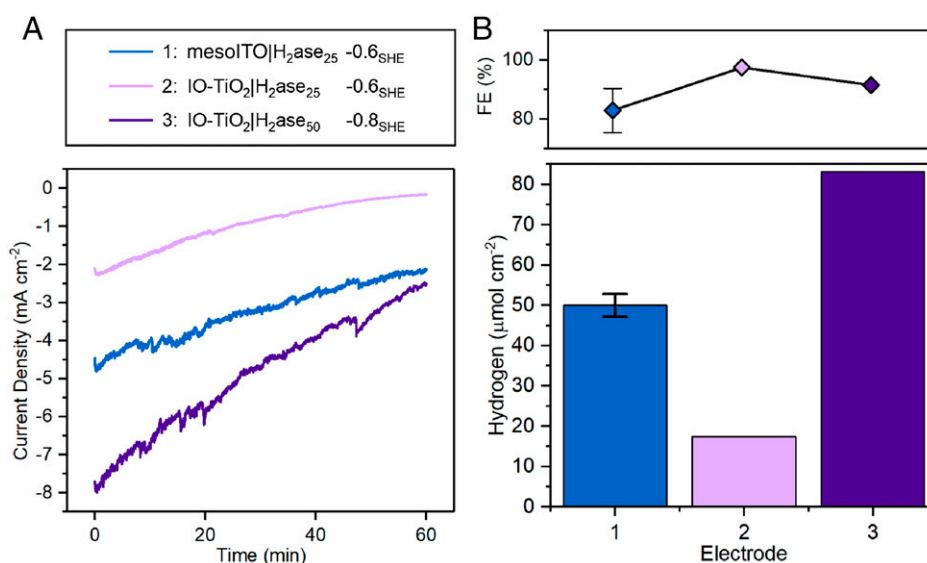 A
1: mesoITO|H₂ase₂₅ -0.6SHE
2: IO-TiO₂|H₂ase₂₅ -0.6SHE
3: IO-TiO₂|H₂ase₅₀ -0.8SHE
0
-1
-2
-3
-4
-5
-6
-7
-8
Current Density (mA cm⁻²)
0 20 40 60
Time (min)
B
100
80
FE (%)
80
70
60
50
40
30
20
10
0
Hydrogen (μmol cm⁻²)
1 2 3
Electrode